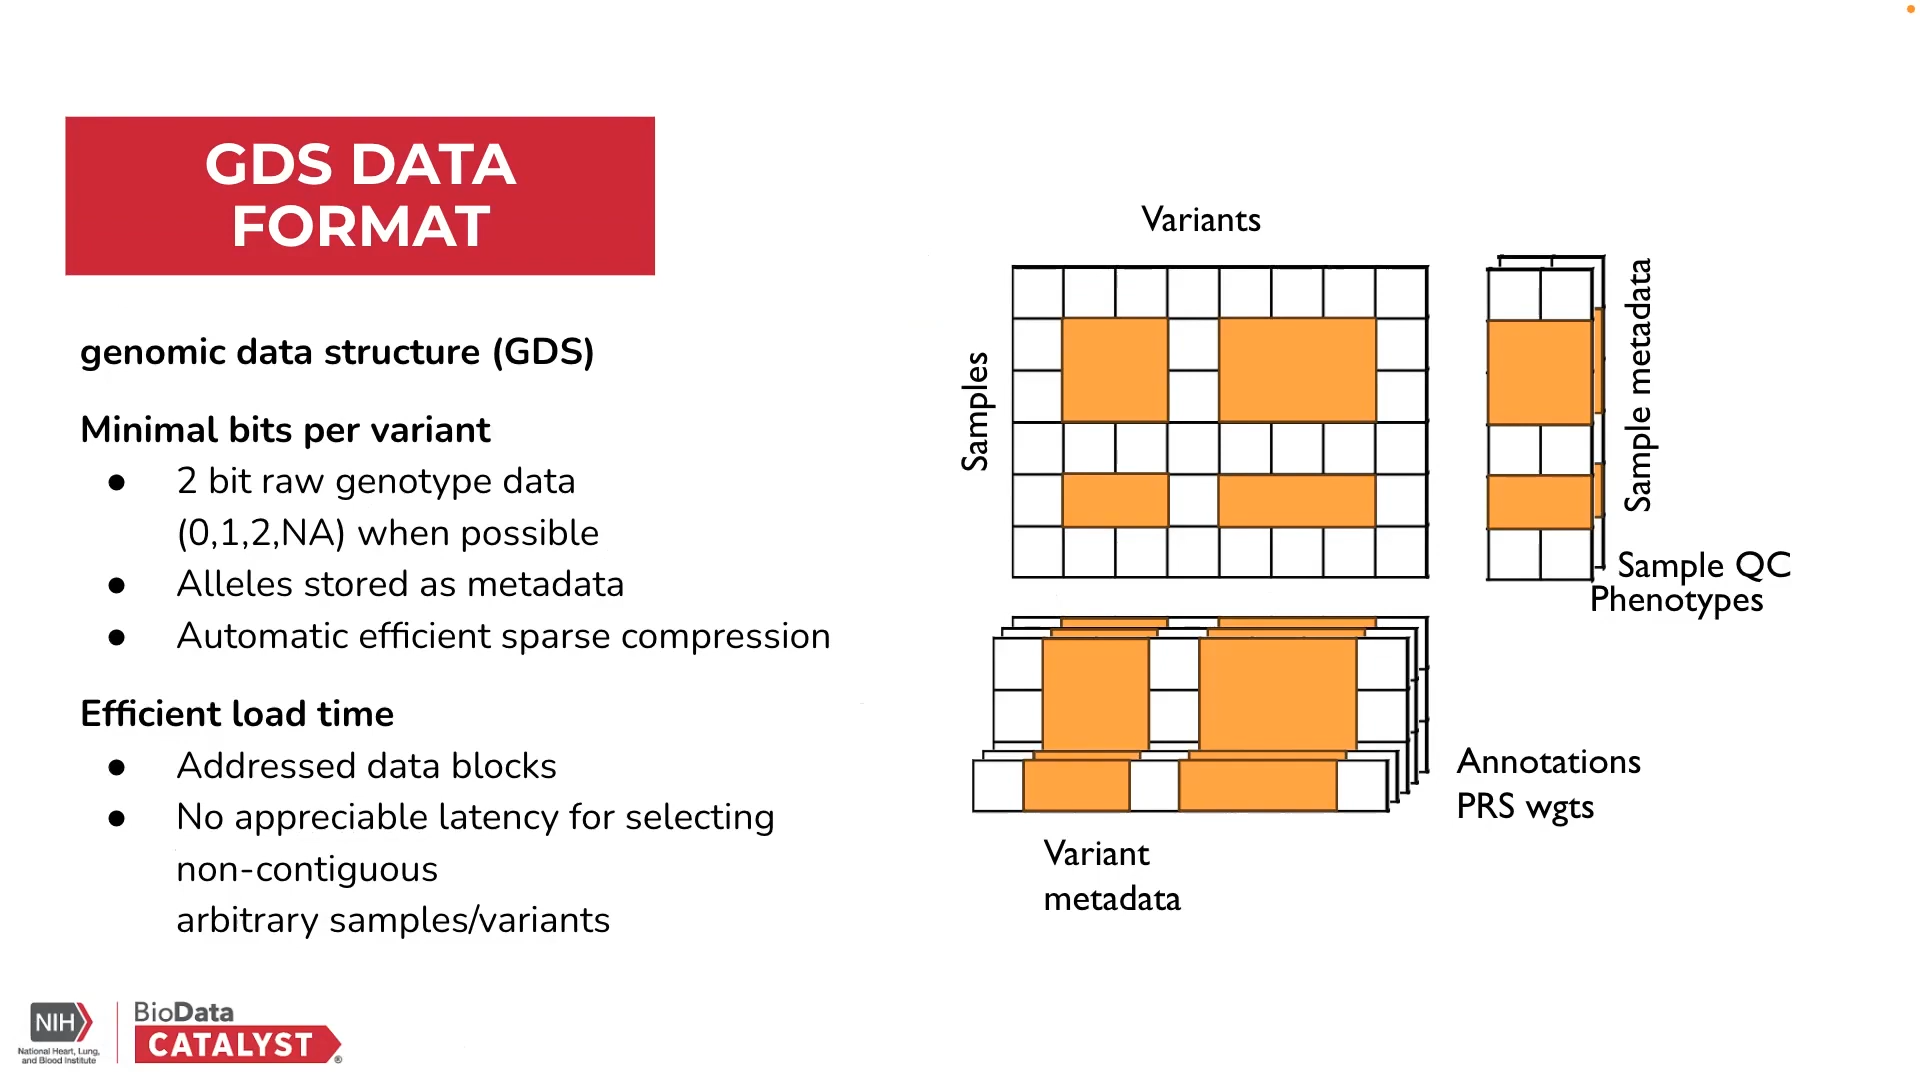 GDS DATA
FORMAT
genomic data structure (GDS)
Minimal bits per variant
● 2 bit raw genotype data
(0,1,2,NA) when possible
● Alleles stored as metadata
● Automatic efficient sparse compression
Efficient load time
● Addressed data blocks
● No appreciable latency for selecting
non-contiguous
arbitrary samples/variants
Variants
Samples
Sample metadata
Sample QC
Phenotypes
Annotations
PRS wgts
Variant
metadata
NIH
National Heart, Lung,
and Blood Institute
BioData
CATALYST®